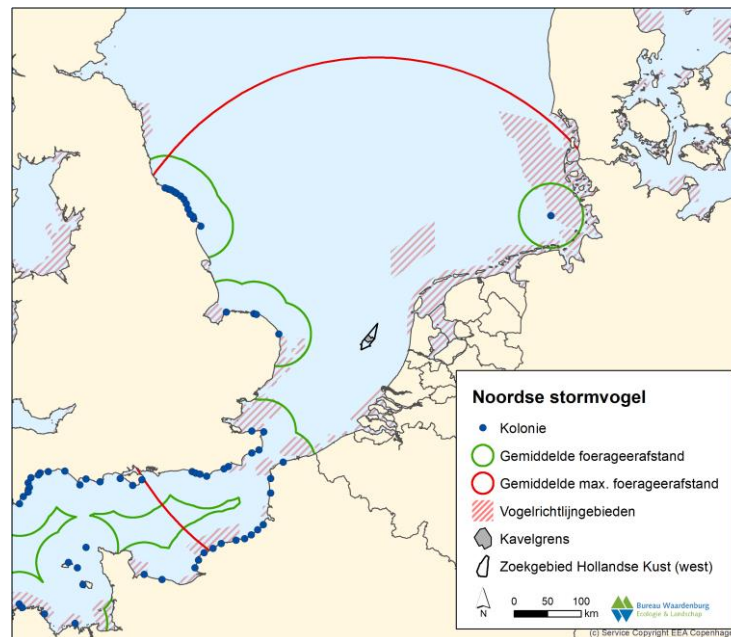 Noordse stormvogel
Kolonie
Gemiddelde foerageerafstand
Gemiddelde max. foerageerafstand
Vogelrichtlijngebieden
Kavelgrens
Zoekgebied Hollandse Kust (west)
N
0 50 100
km
Bureau Waardenburg
Ecologie & Landschap
(c) Service Copyright EEA Copenhag